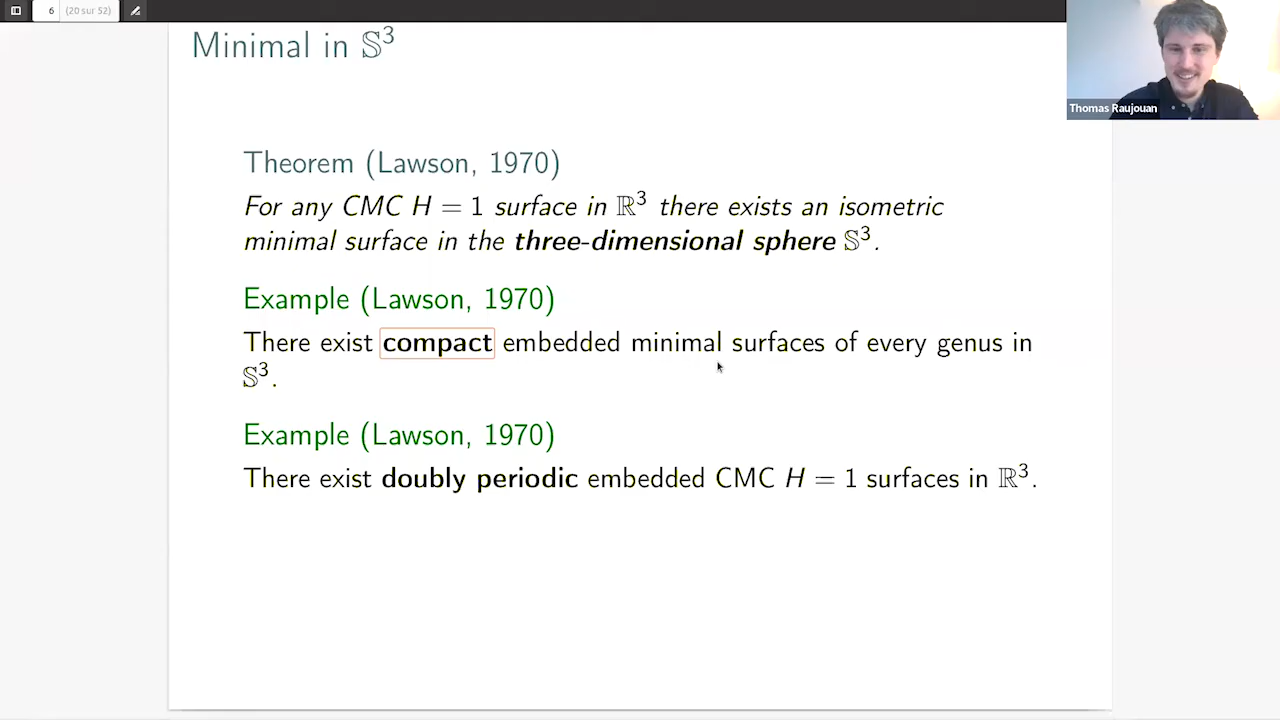 6 (20 sur 52)
Minimal in 𝕊³
Thomas Raujouan
Theorem (Lawson, 1970)
For any CMC H = 1 surface in ℝ³ there exists an isometric
minimal surface in the three-dimensional sphere 𝕊³.
Example (Lawson, 1970)
There exist compact embedded minimal surfaces of every genus in
𝕊³.
Example (Lawson, 1970)
There exist doubly periodic embedded CMC H = 1 surfaces in ℝ³.